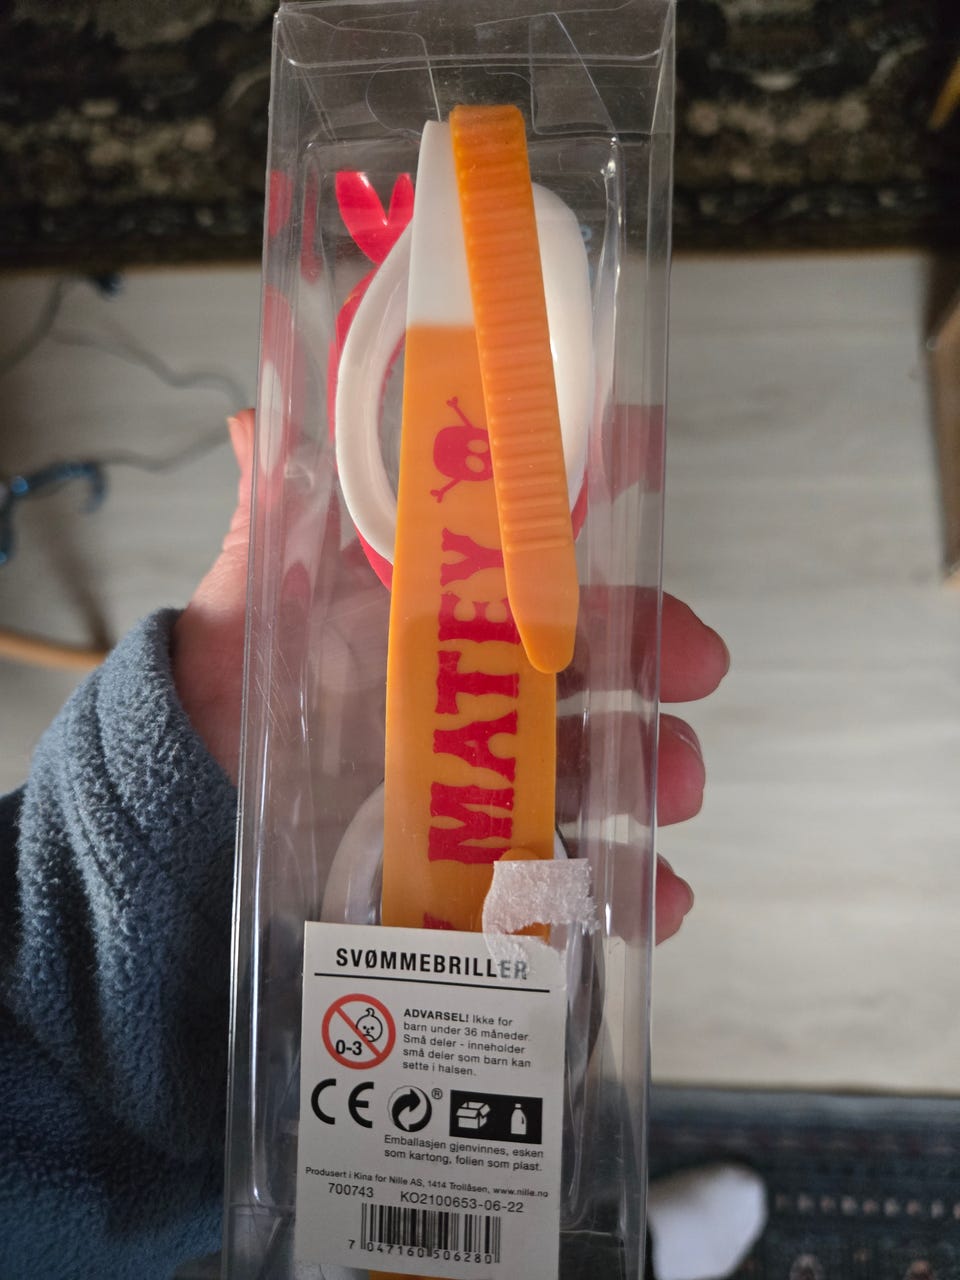 MATEY
SVØMMEBRILLER
ADVARSEL! Ikke for
barn under 36 måneder.
Små deler - inneholder
små deler som barn kan
sette i halsen.
0-3
CE
®
Emballasjen gjenvinnes, esken
som kartong, folien som plast.
Produsert i Kina for Nille AS, 1414 Trollåsen, www.nille.no
700743 KO2100653-06-22
7 047160 506280